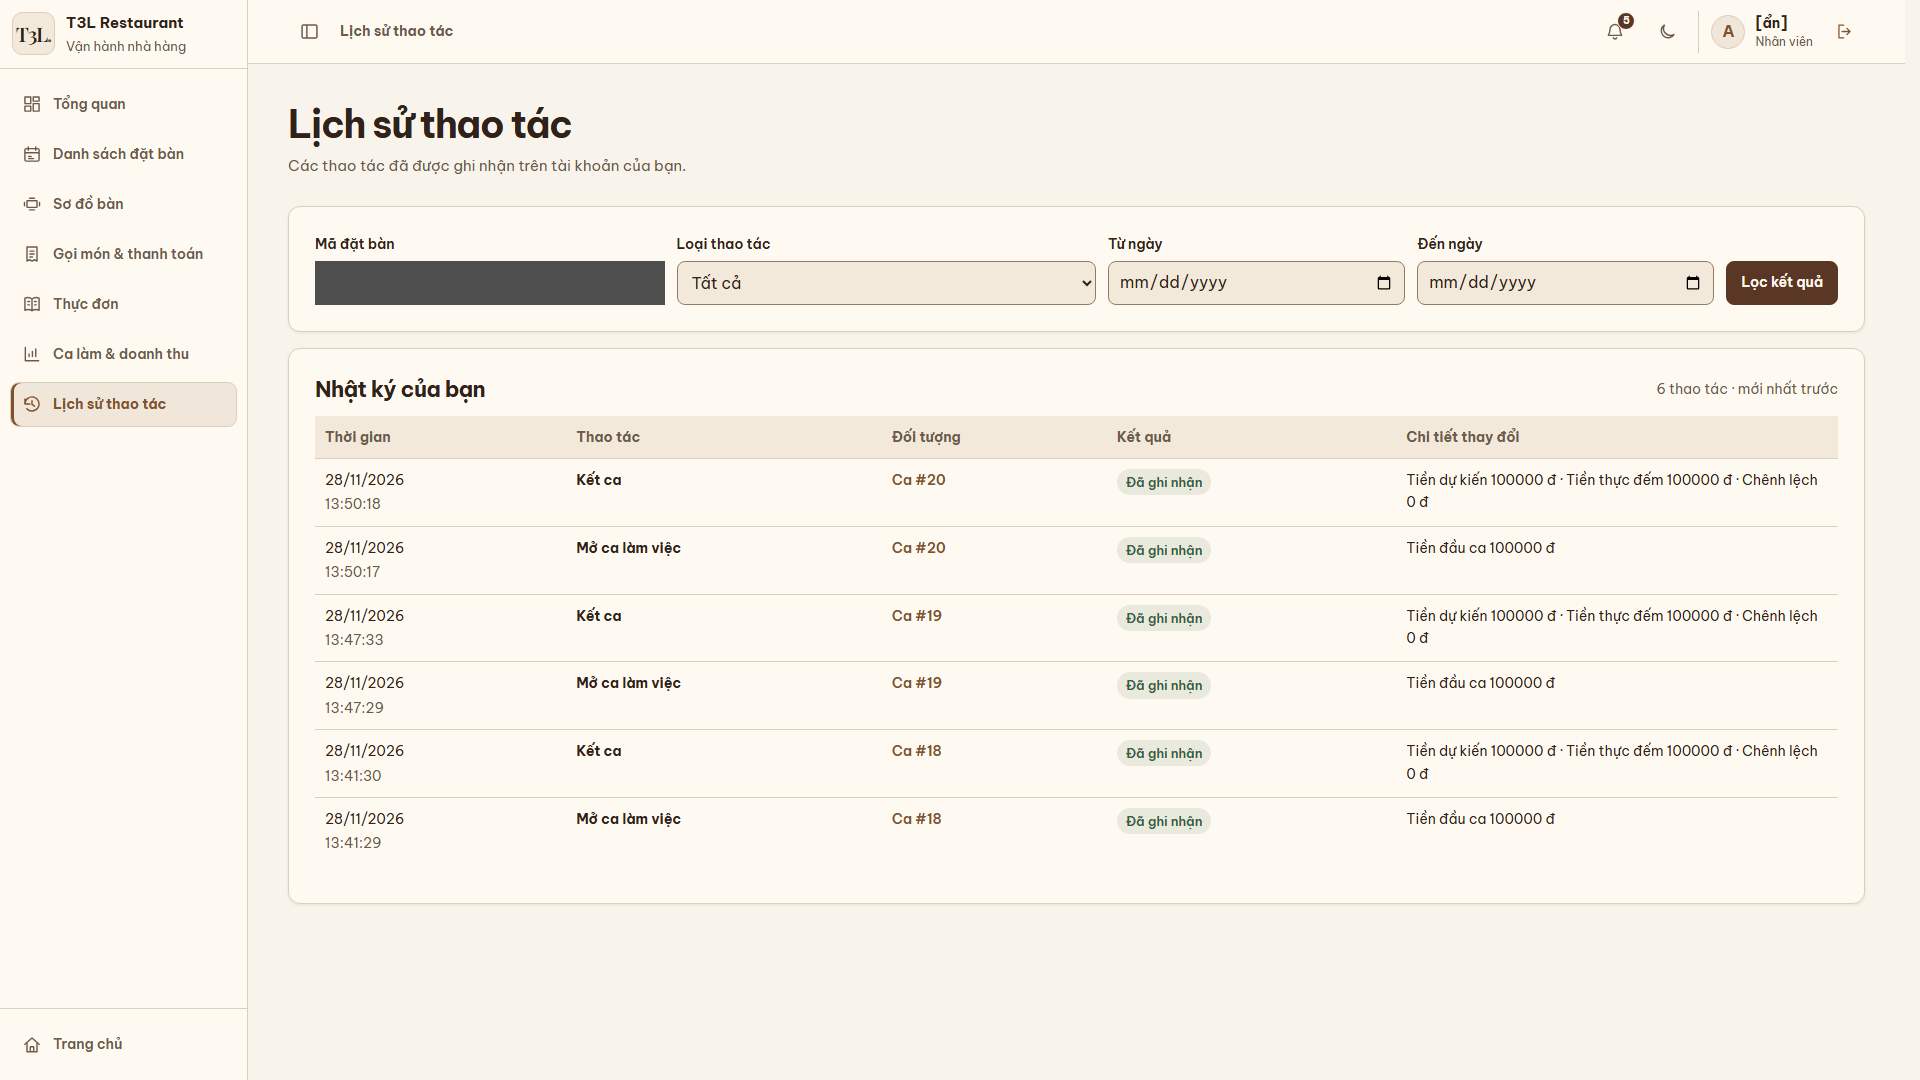 T3L.
T3L Restaurant
Vận hành nhà hàng
Tổng quan
Danh sách đặt bàn
Sơ đồ bàn
Gọi món & thanh toán
Thực đơn
Ca làm & doanh thu
Lịch sử thao tác
Trang chủ
Lịch sử thao tác
5
A
[ẩn]
Nhân viên
Lịch sử thao tác
Các thao tác đã được ghi nhận trên tài khoản của bạn.
Mã đặt bàn
Loại thao tác
Từ ngày
Đến ngày
Tất cả
mm/dd/yyyy
mm/dd/yyyy
Lọc kết quả
Nhật ký của bạn
6 thao tác · mới nhất trước
Thời gian Thao tác Đối tượng Kết quả Chi tiết thay đổi
28/11/2026 Kết ca Ca #20 Đã ghi nhận Tiền dự kiến 100000 đ · Tiền thực đếm 100000 đ · Chênh lệch
13:50:18 0 đ
28/11/2026 Mở ca làm việc Ca #20 Đã ghi nhận Tiền đầu ca 100000 đ
13:50:17
28/11/2026 Kết ca Ca #19 Đã ghi nhận Tiền dự kiến 100000 đ · Tiền thực đếm 100000 đ · Chênh lệch
13:47:33 0 đ
28/11/2026 Mở ca làm việc Ca #19 Đã ghi nhận Tiền đầu ca 100000 đ
13:47:29
28/11/2026 Kết ca Ca #18 Đã ghi nhận Tiền dự kiến 100000 đ · Tiền thực đếm 100000 đ · Chênh lệch
13:41:30 0 đ
28/11/2026 Mở ca làm việc Ca #18 Đã ghi nhận Tiền đầu ca 100000 đ
13:41:29